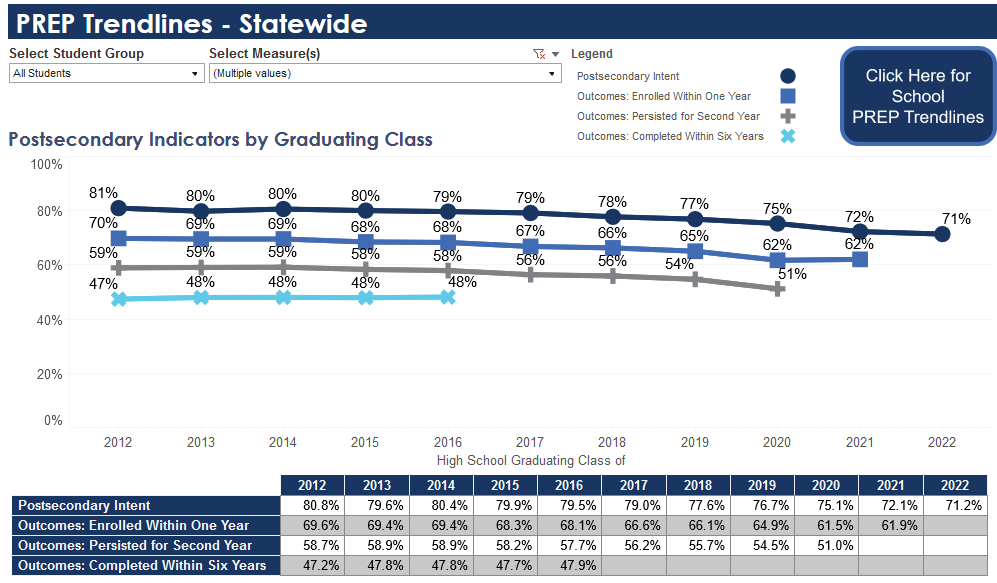 PREP Trendlines - Statewide
Select Student Group
Select Measure(s)
Legend
All Students
(Multiple values)
Postsecondary Intent
Outcomes: Enrolled Within One Year
Outcomes: Persisted for Second Year
Outcomes: Completed Within Six Years
Click Here for
School
PREP Trendlines
Postsecondary Indicators by Graduating Class
100%
80%
60%
40%
20%
0%
81% 80% 80% 80% 79% 79% 78% 77% 75% 72% 71%
70% 69% 69% 68% 68% 67% 66% 65% 62% 62%
59% 59% 59% 58% 58% 56% 56% 54% 51%
47% 48% 48% 48% 48%
2012 2013 2014 2015 2016 2017 2018 2019 2020 2021 2022
High School Graduating Class of
2012 2013 2014 2015 2016 2017 2018 2019 2020 2021 2022
Postsecondary Intent 80.8% 79.6% 80.4% 79.9% 79.5% 79.0% 77.6% 76.7% 75.1% 72.1% 71.2%
Outcomes: Enrolled Within One Year 69.6% 69.4% 69.4% 68.3% 68.1% 66.6% 66.1% 64.9% 61.5% 61.9%
Outcomes: Persisted for Second Year 58.7% 58.9% 58.9% 58.2% 57.7% 56.2% 55.7% 54.5% 51.0%
Outcomes: Completed Within Six Years 47.2% 47.8% 47.8% 47.7% 47.9%